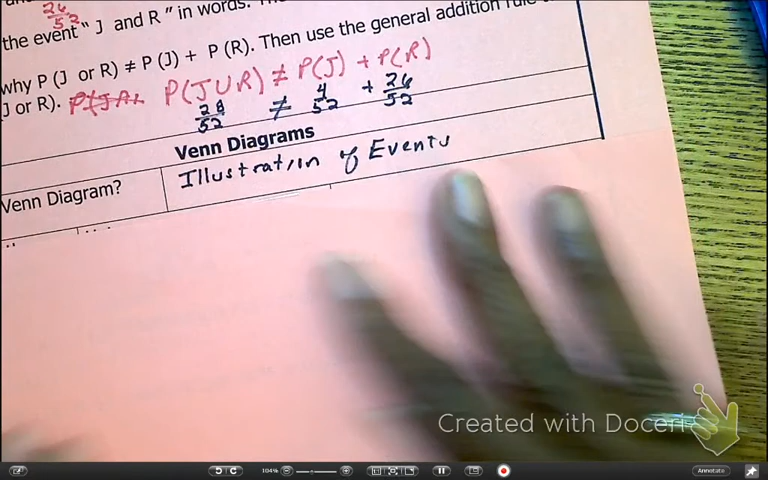 26
52
the event " J and R " in words.
why P (J or R) ≠ P (J) + P (R). Then use the general addition rule
J or R). P(J∩R P(J∪R) ≠ P(J) + P(R)
28/52 ≠ 4/52 + 26/52
Venn Diagrams
Venn Diagram? Illustration of Events
Created with Doceri
104%
Annotate